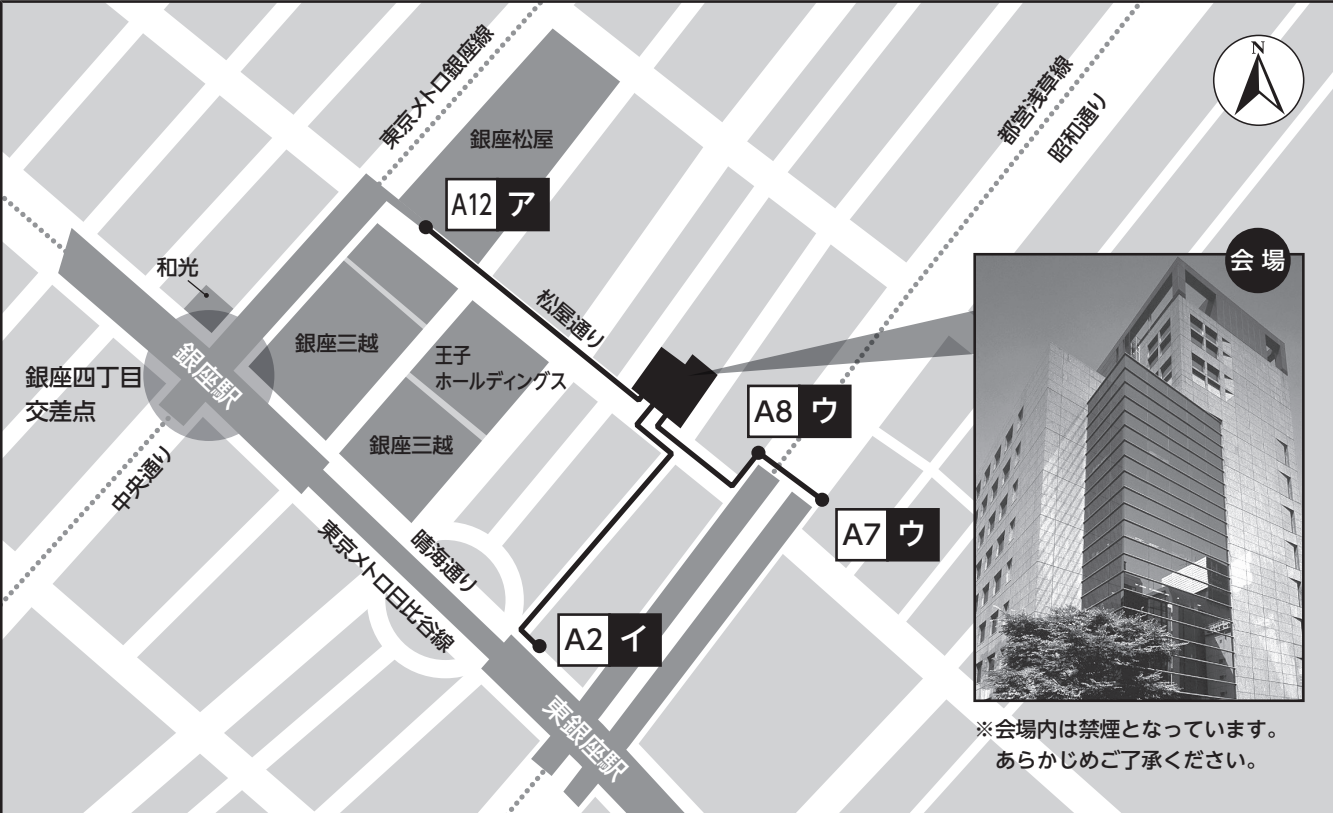 N
東京メトロ銀座線
銀座松屋
都営浅草線
昭和通り
A12 ア
会場
和光
松屋通り
銀座三越
王子
ホールディングス
銀座駅
銀座四丁目
交差点
A8 ウ
銀座三越
中央通り
A7 ウ
晴海通り
東京メトロ日比谷線
A2 イ
東銀座駅
※会場内は禁煙となっています。
あらかじめご了承ください。